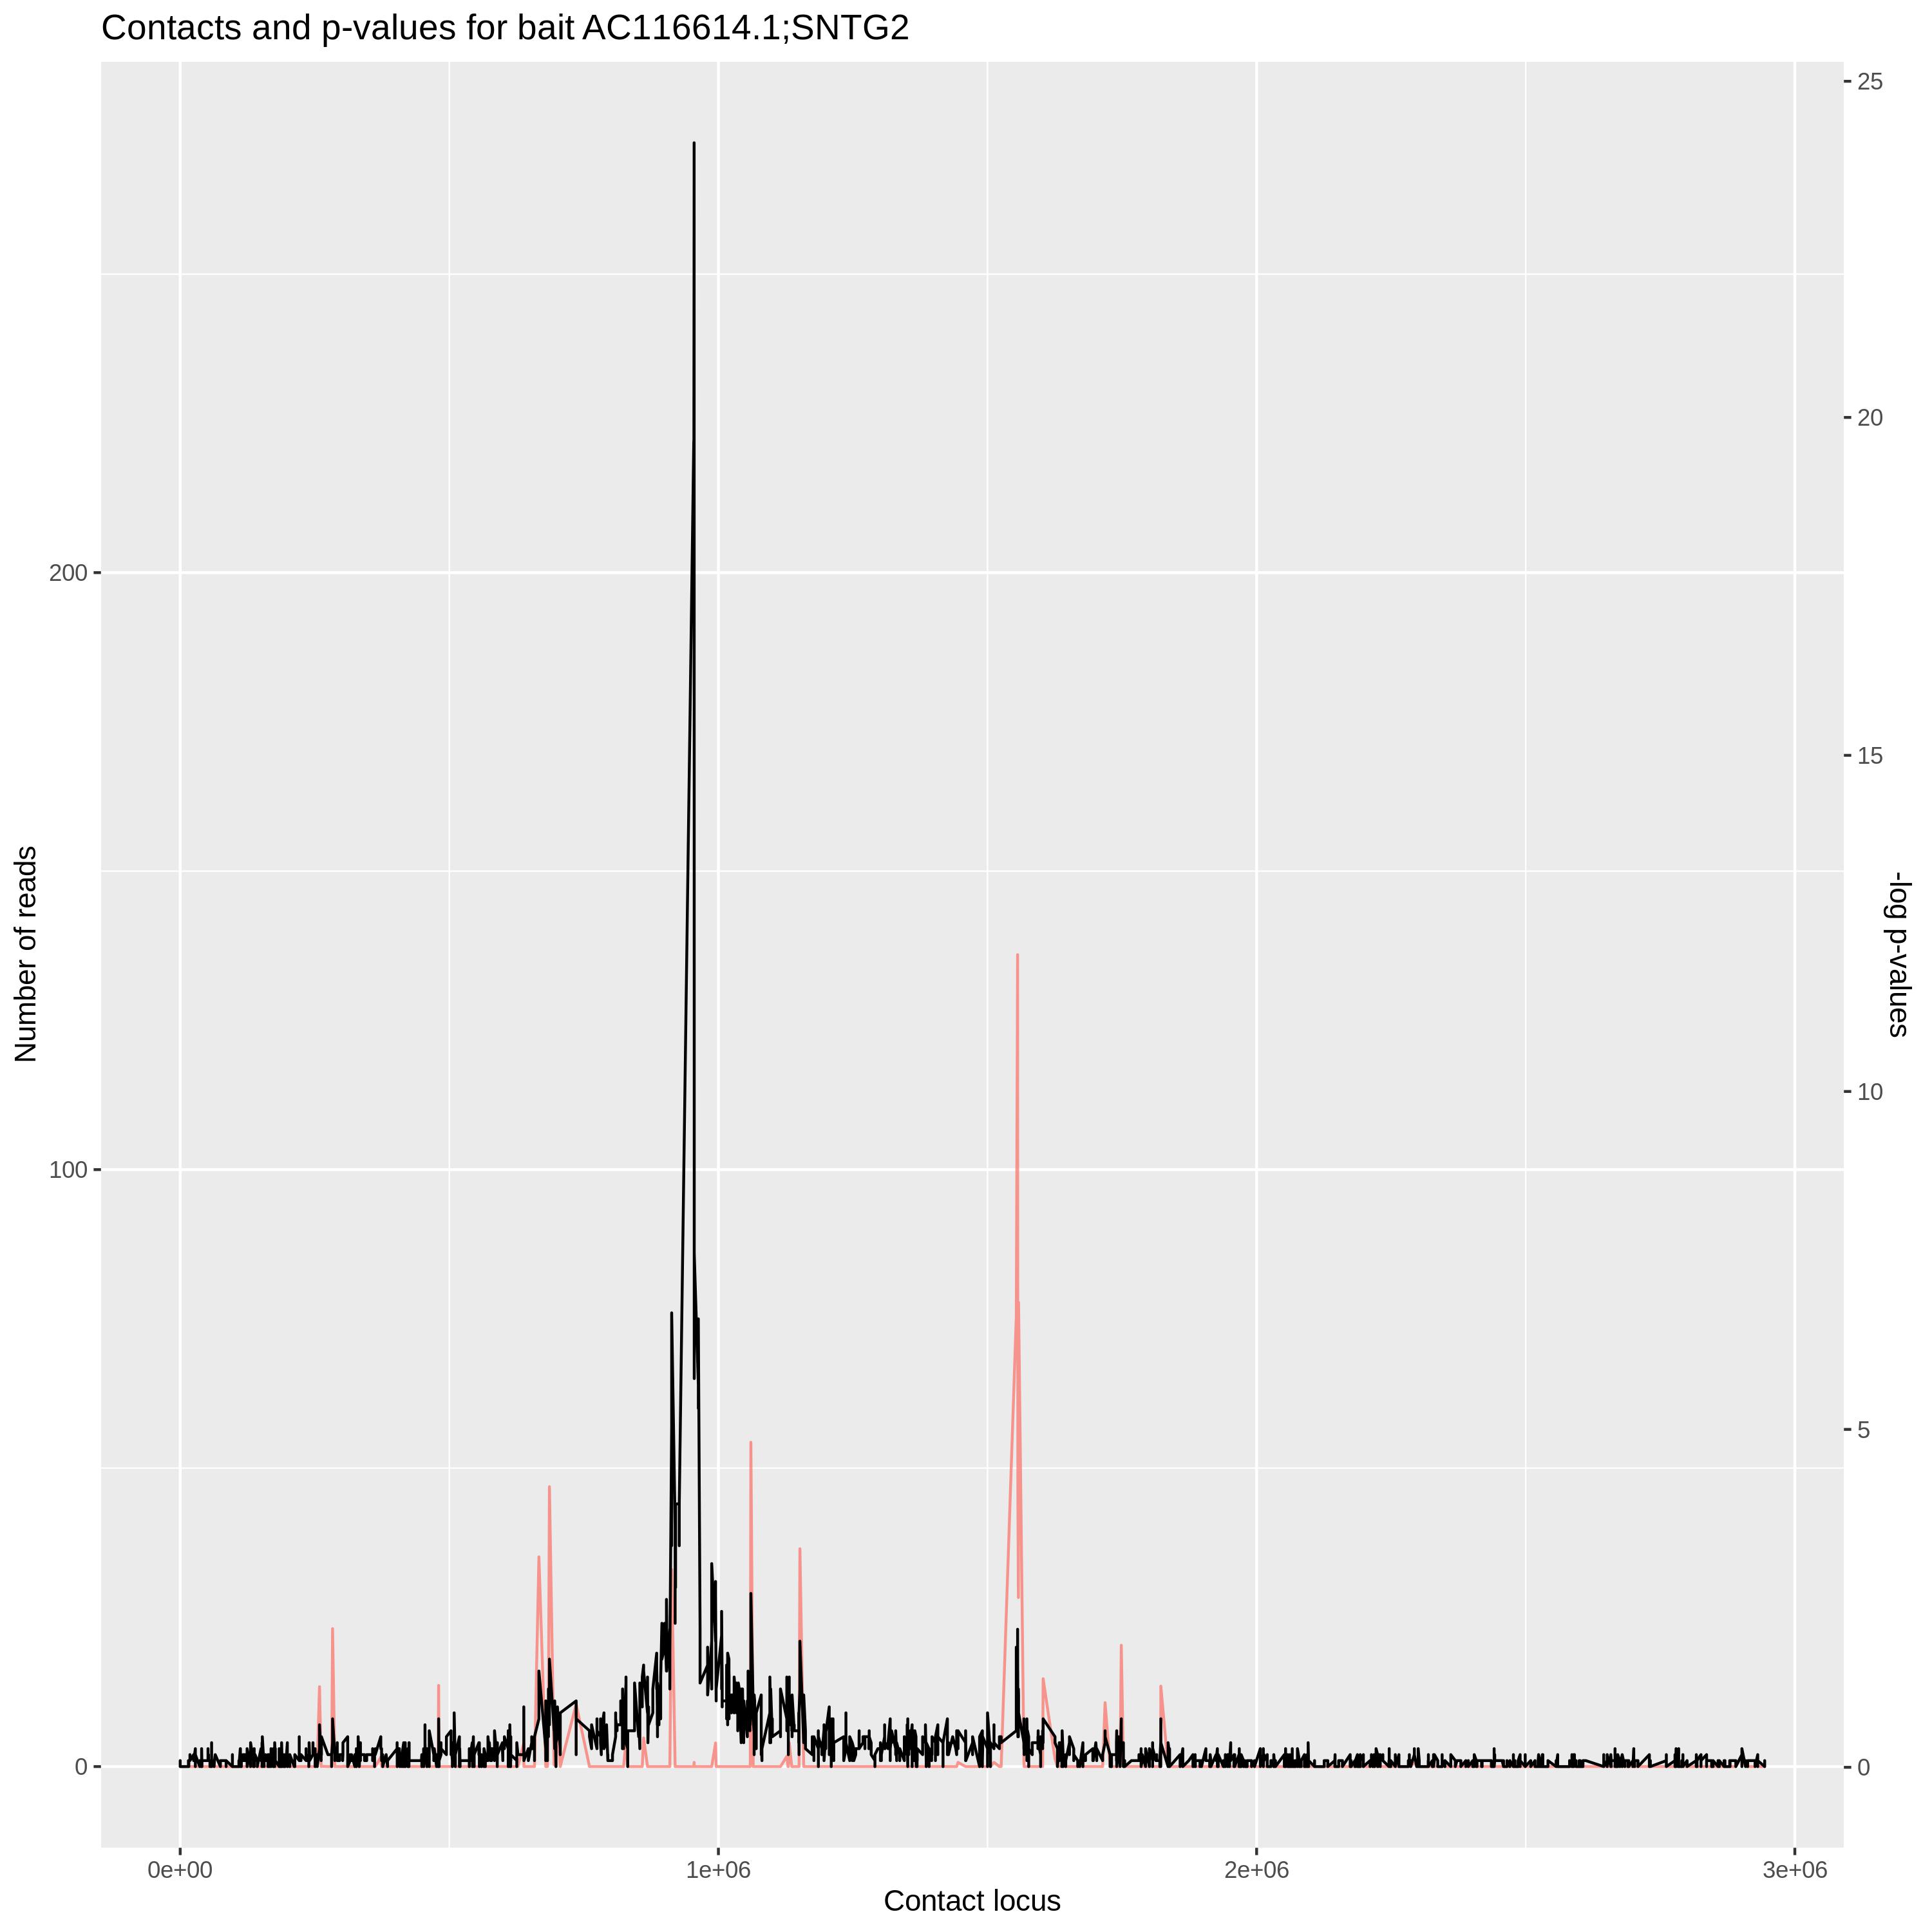 Contacts and p-values for bait AC116614.1;SNTG2
Number of reads
200
100
0
25
20
15
10
5
0
-log p-values
0e+00
1e+06
2e+06
3e+06
Contact locus